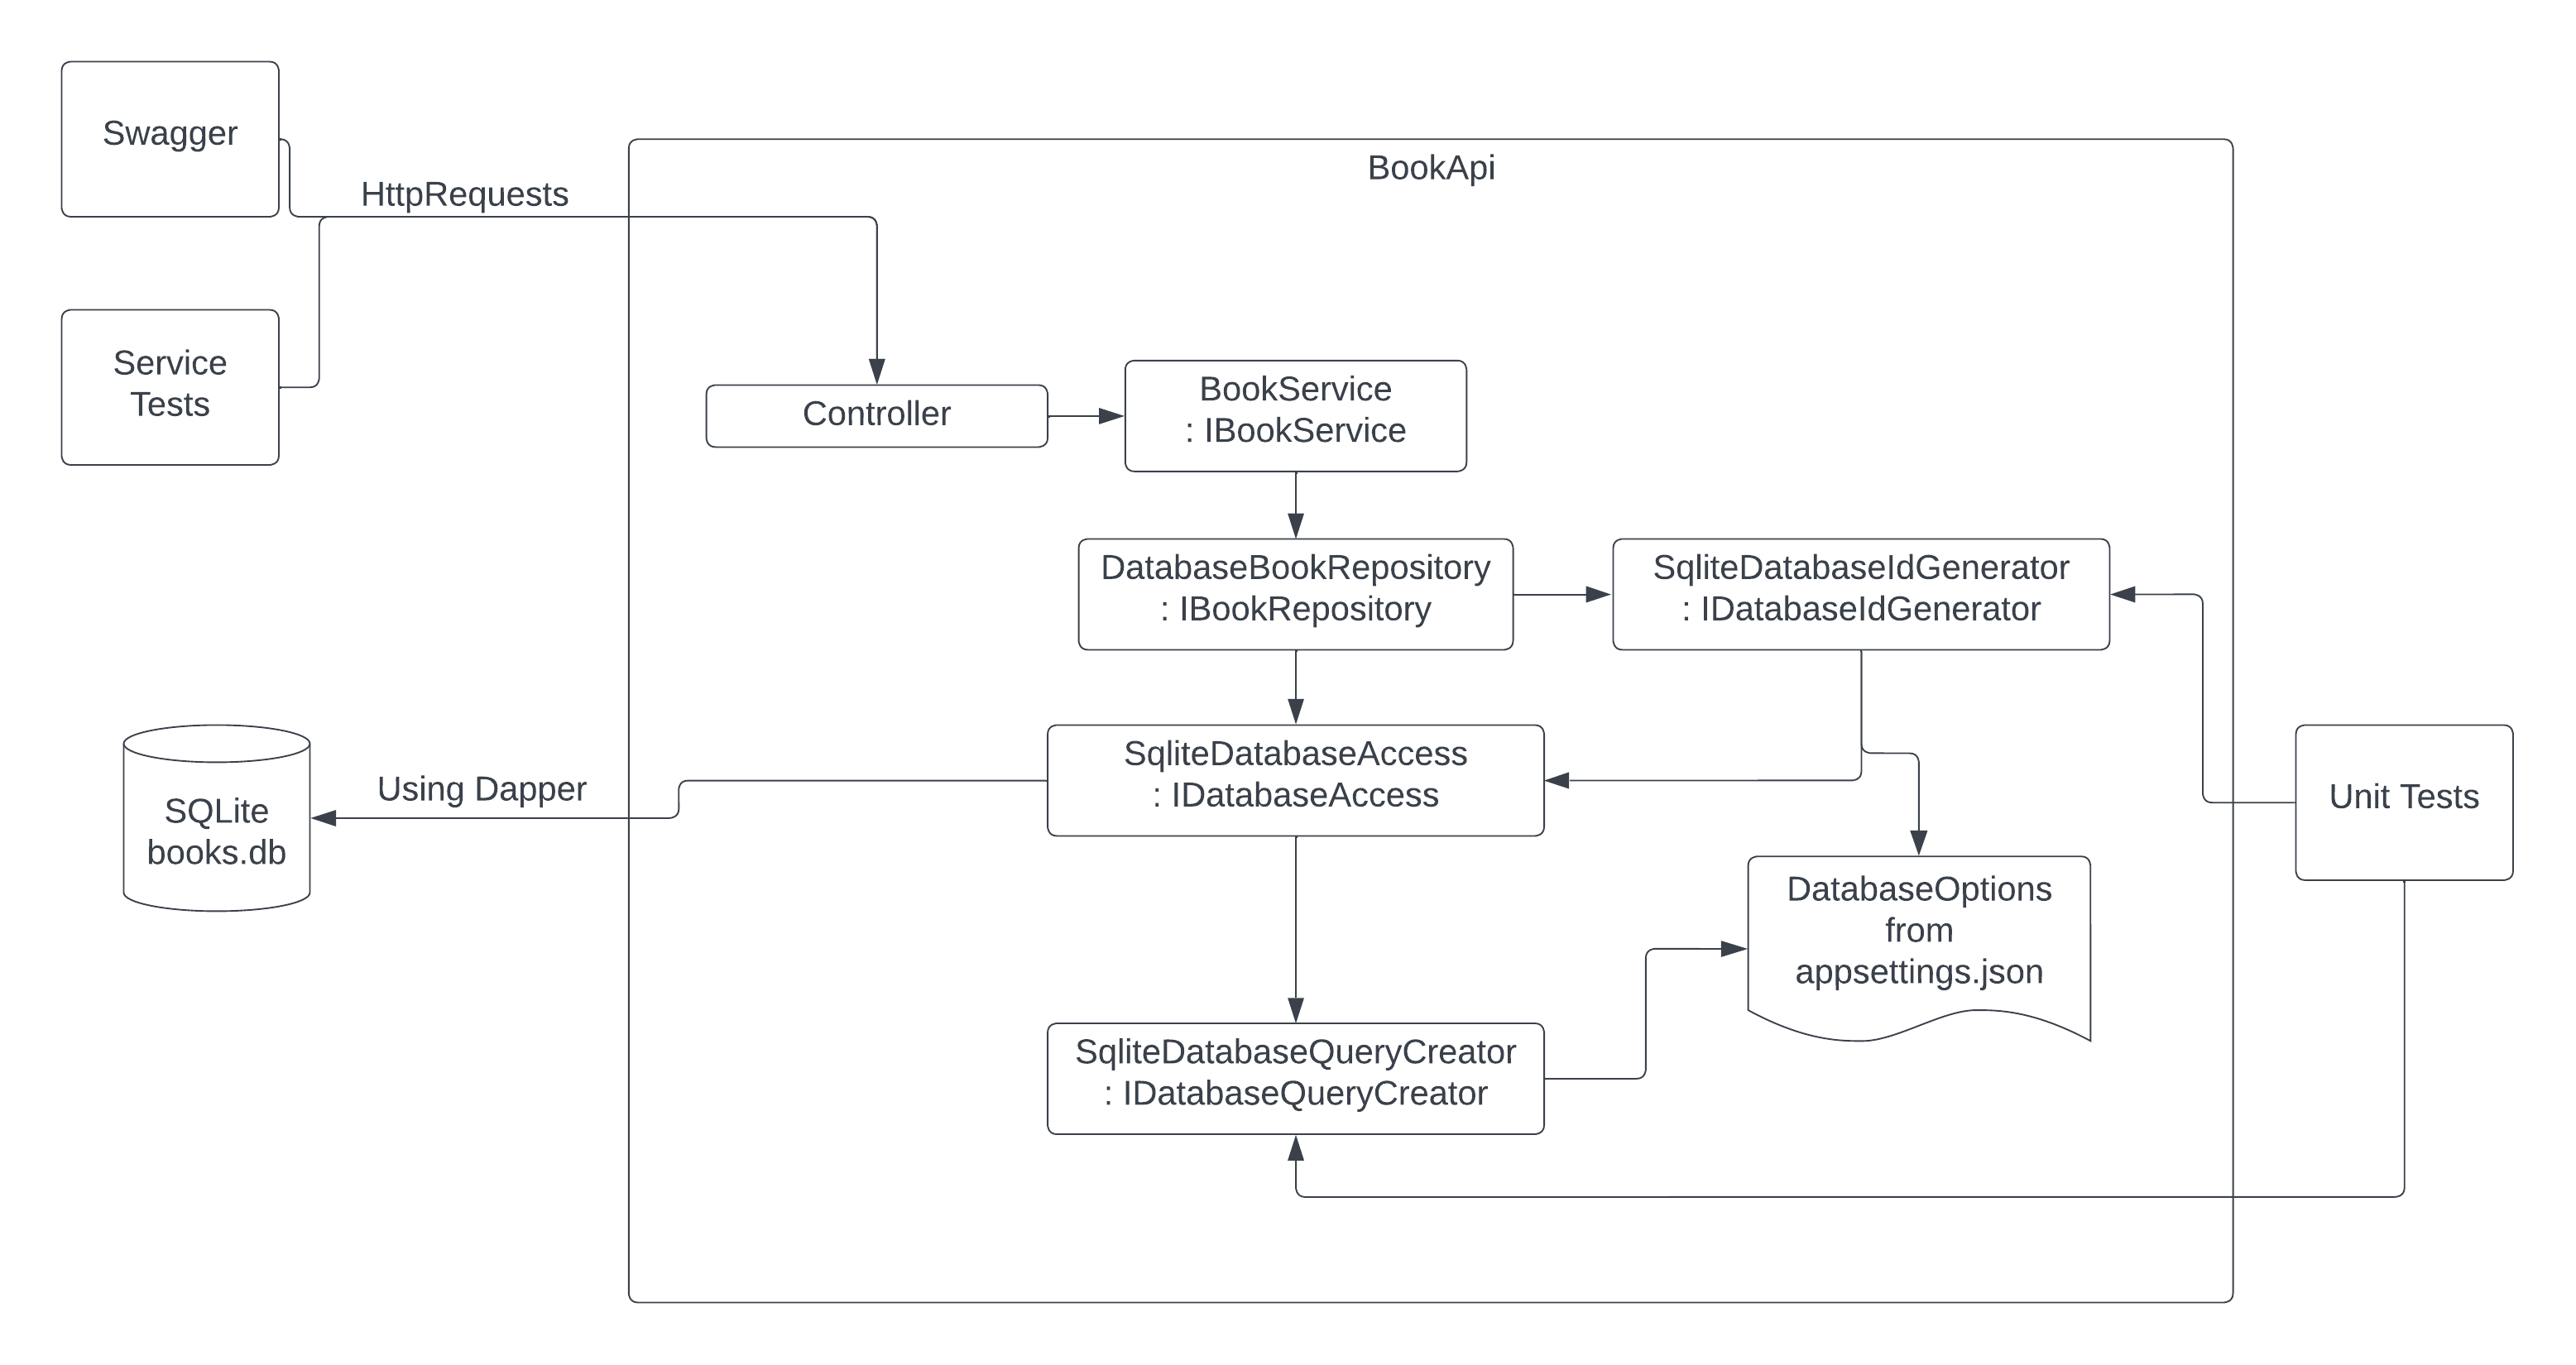 Swagger
BookApi
HttpRequests
Service
Tests
Controller
BookService
: IBookService
DatabaseBookRepository
: IBookRepository
SqliteDatabaseIdGenerator
: IDatabaseIdGenerator
SQLite
books.db
Using Dapper
SqliteDatabaseAccess
: IDatabaseAccess
Unit Tests
DatabaseOptions
from
appsettings.json
SqliteDatabaseQueryCreator
: IDatabaseQueryCreator